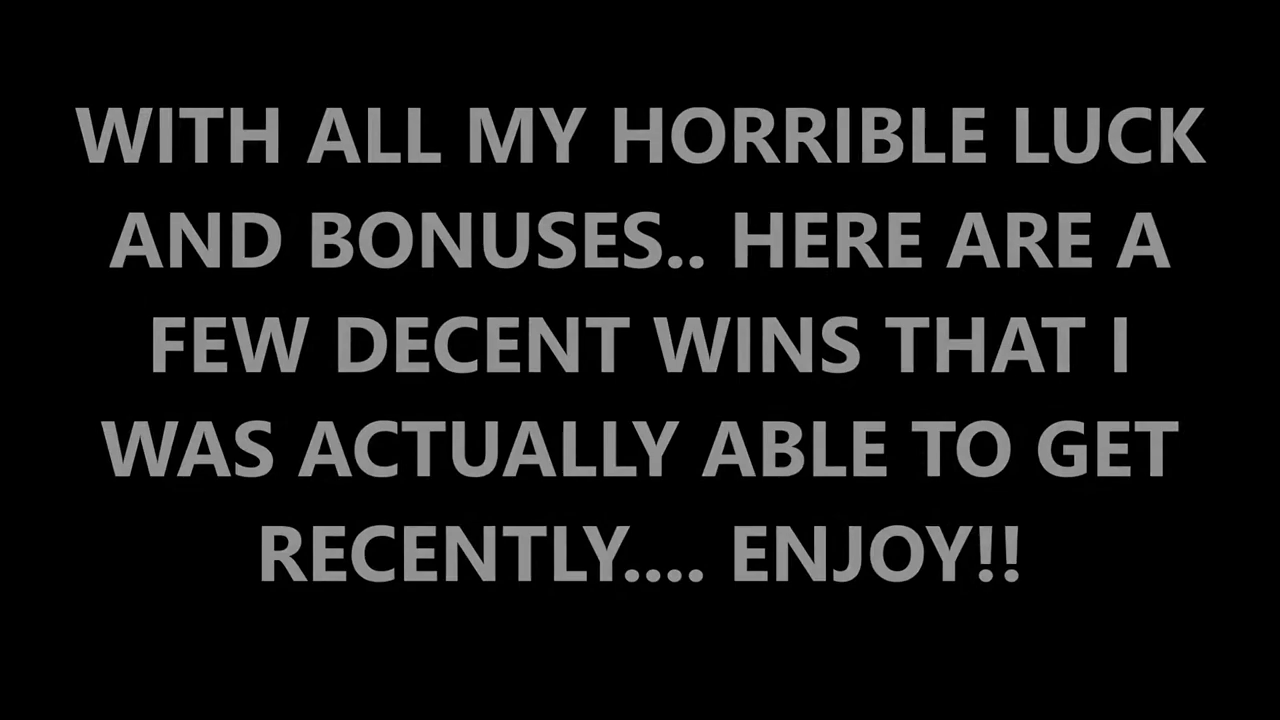 WITH ALL MY HORRIBLE LUCK
AND BONUSES.. HERE ARE A
FEW DECENT WINS THAT I
WAS ACTUALLY ABLE TO GET
RECENTLY.... ENJOY!!